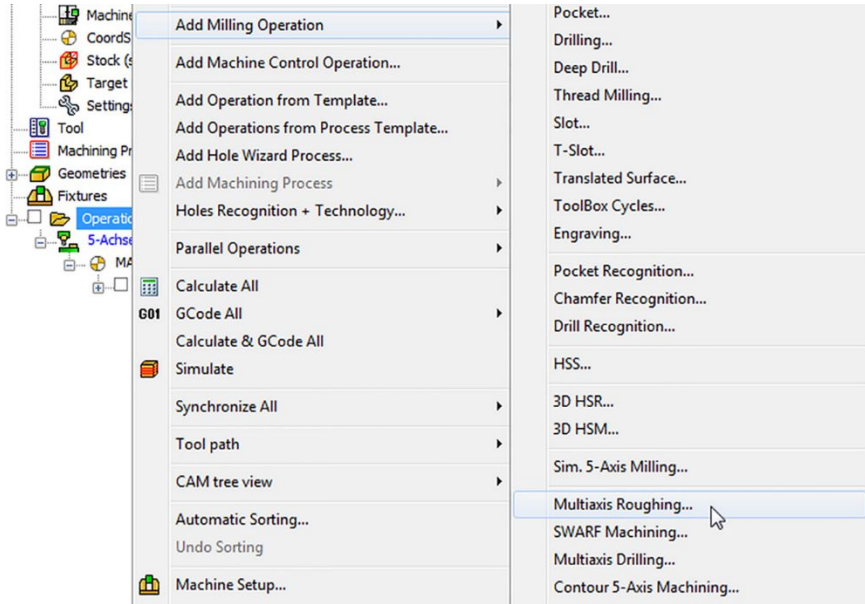 Machine
CoordS
Stock (s
Target
Settings
Tool
Machining Pr
Geometries
Fixtures
Operatio
5-Achse
MA
Add Milling Operation
Add Machine Control Operation...
Add Operation from Template...
Add Operations from Process Template...
Add Hole Wizard Process...
Add Machining Process
Holes Recognition + Technology...
Parallel Operations
Calculate All
G01 GCode All
Calculate & GCode All
Simulate
Synchronize All
Tool path
CAM tree view
Automatic Sorting...
Undo Sorting
Machine Setup...
Pocket...
Drilling...
Deep Drill...
Thread Milling...
Slot...
T-Slot...
Translated Surface...
ToolBox Cycles...
Engraving...
Pocket Recognition...
Chamfer Recognition...
Drill Recognition...
HSS...
3D HSR...
3D HSM...
Sim. 5-Axis Milling...
Multiaxis Roughing...
SWARF Machining...
Multiaxis Drilling...
Contour 5-Axis Machining...